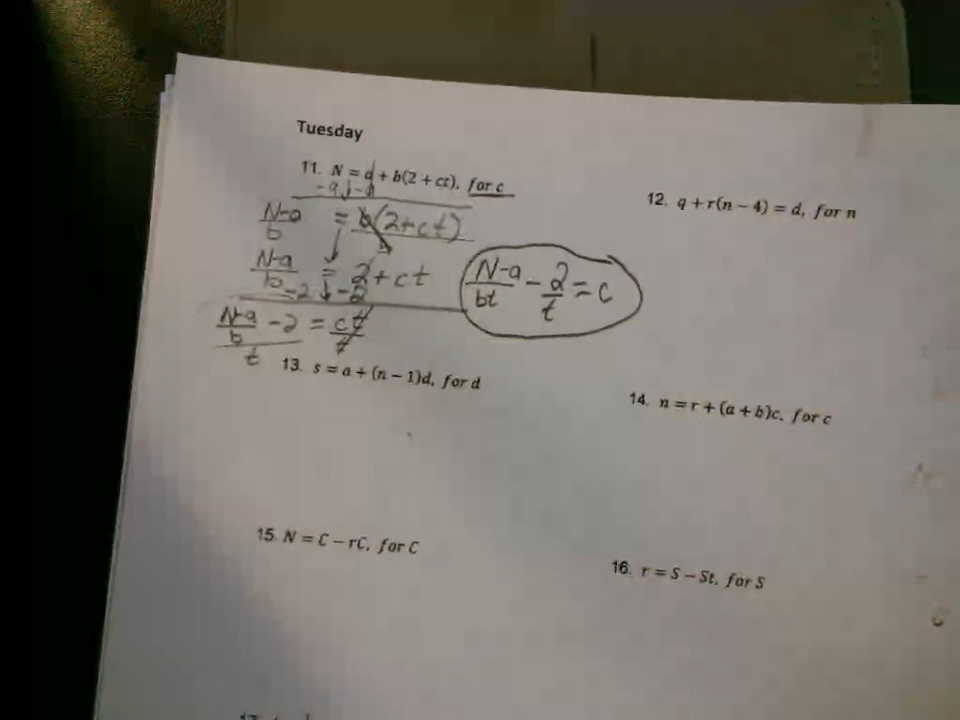 Tuesday
11. N = a + b(2 + ct), for c
-a -a
N-a = b(2+ct)
b
N-a = 2 + ct
b
-2 -2
N-a - 2 = ct
b
t t
N-a - 2 = c
bt t
12. q + r(n - 4) = d, for n
13. s = a + (n - 1)d, for d
14. n = r + (a + b)c, for c
15. N = C - rC, for C
16. r = S - St, for S